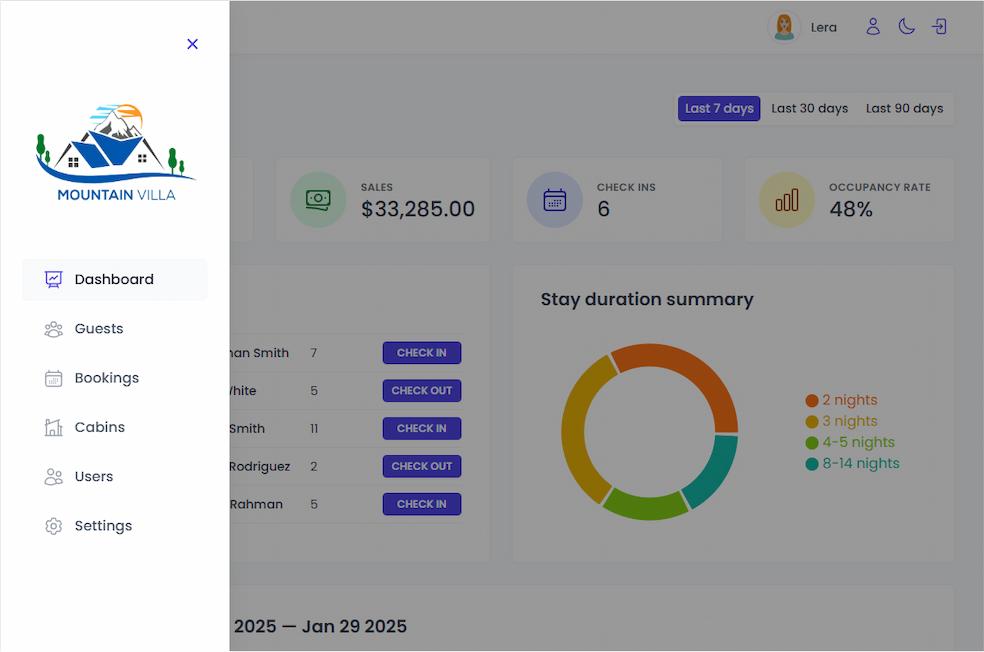 Lera
Last 7 days Last 30 days Last 90 days
MOUNTAIN VILLA
SALES
$33,285.00
CHECK INS
6
OCCUPANCY RATE
48%
Dashboard
Guests
Bookings
Cabins
Users
Settings
Smith 7 CHECK IN
5 CHECK OUT
Smith 11 CHECK IN
Rodriguez 2 CHECK OUT
Rahman 5 CHECK IN
Stay duration summary
2 nights
3 nights
4-5 nights
8-14 nights
2025 — Jan 29 2025